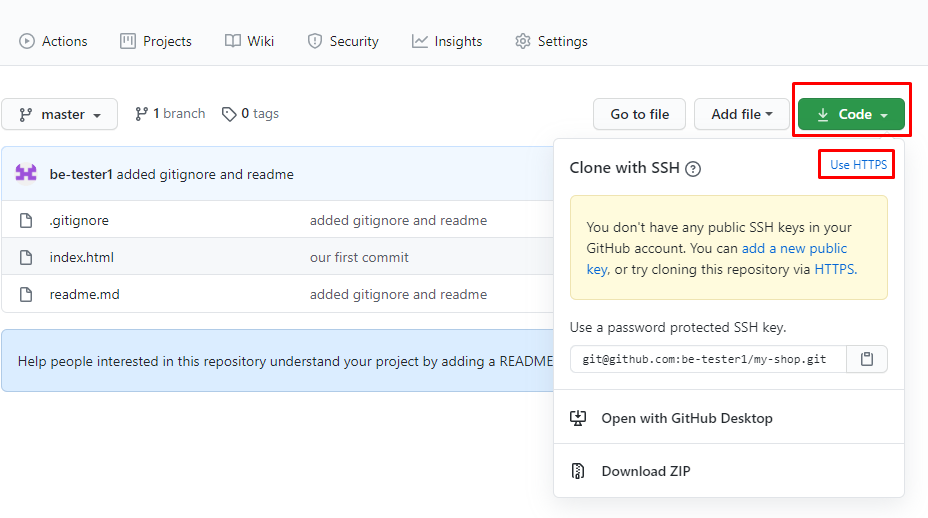 Actions Projects Wiki Security Insights Settings
master 1 branch 0 tags Go to file Add file Code
be-tester1 added gitignore and readme
.gitignore added gitignore and readme
index.html our first commit
readme.md added gitignore and readme
Help people interested in this repository understand your project by adding a README
Clone with SSH Use HTTPS
You don't have any public SSH keys in your
GitHub account. You can add a new public
key, or try cloning this repository via HTTPS.
Use a password protected SSH key.
git@github.com:be-tester1/my-shop.git
Open with GitHub Desktop
Download ZIP